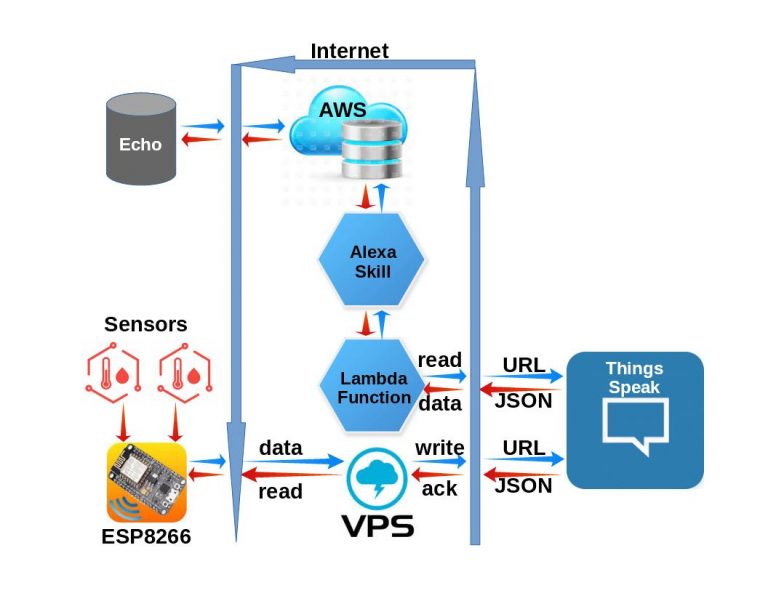 Internet
AWS
Echo
Alexa
Skill
Sensors
read
URL
Things
Speak
Lambda
Function
data
JSON
data
write
URL
read
ack
JSON
VPS
ESP8266